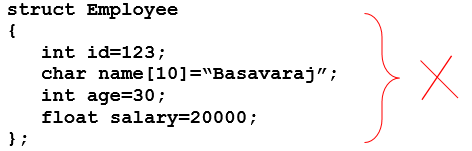 struct Employee
{
int id=123;
char name[10]=“Basavaraj”;
int age=30;
float salary=20000;
};